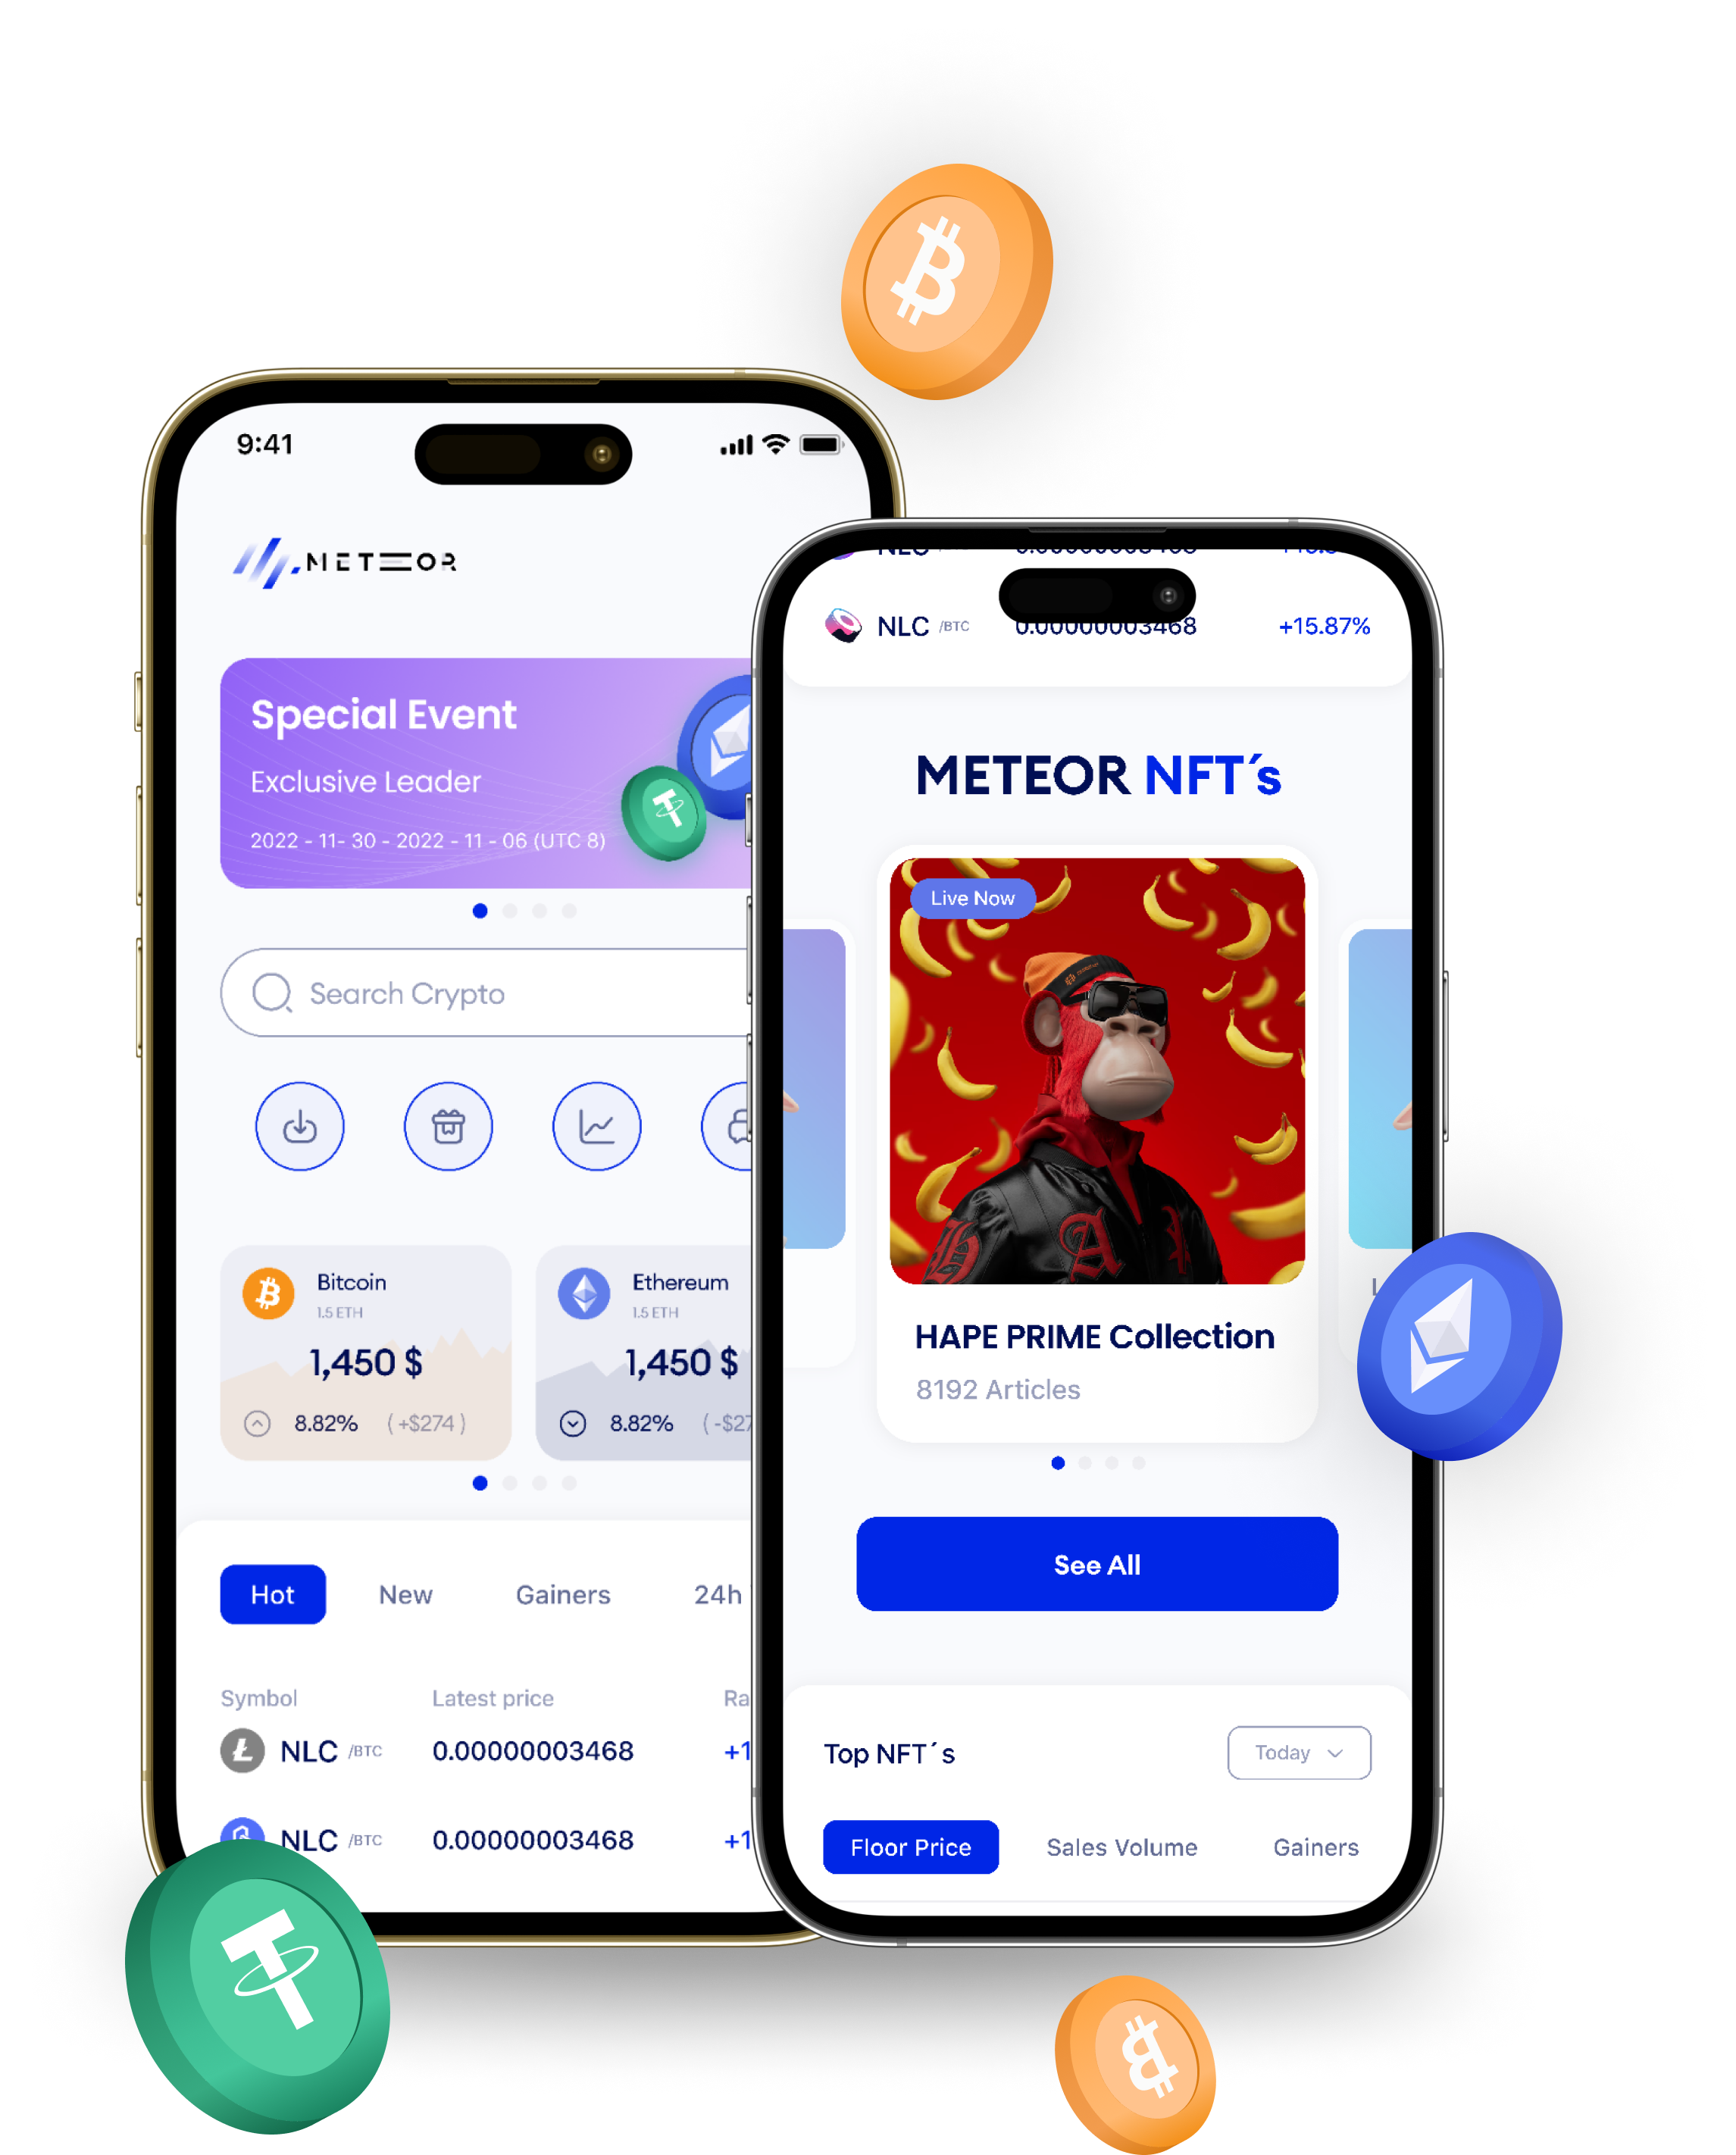 9:41
METEOR
Special Event
Exclusive Leader
2022 - 11- 30 - 2022 - 11 - 06 (UTC 8)
Search Crypto
Bitcoin
1.5 ETH
1,450 $
8.82% (+$274)
Ethereum
1.5 ETH
1,450 $
8.82% (-$27
Hot New Gainers 24h
Symbol Latest price Ra
NLC /BTC 0.00000003468 +1
NLC /BTC 0.00000003468 +1
NLC /BTC 0.00000003468 +15.87%
METEOR NFT´s
Live Now
HAPE PRIME Collection
8192 Articles
See All
Top NFT´s
Today
Floor Price Sales Volume Gainers